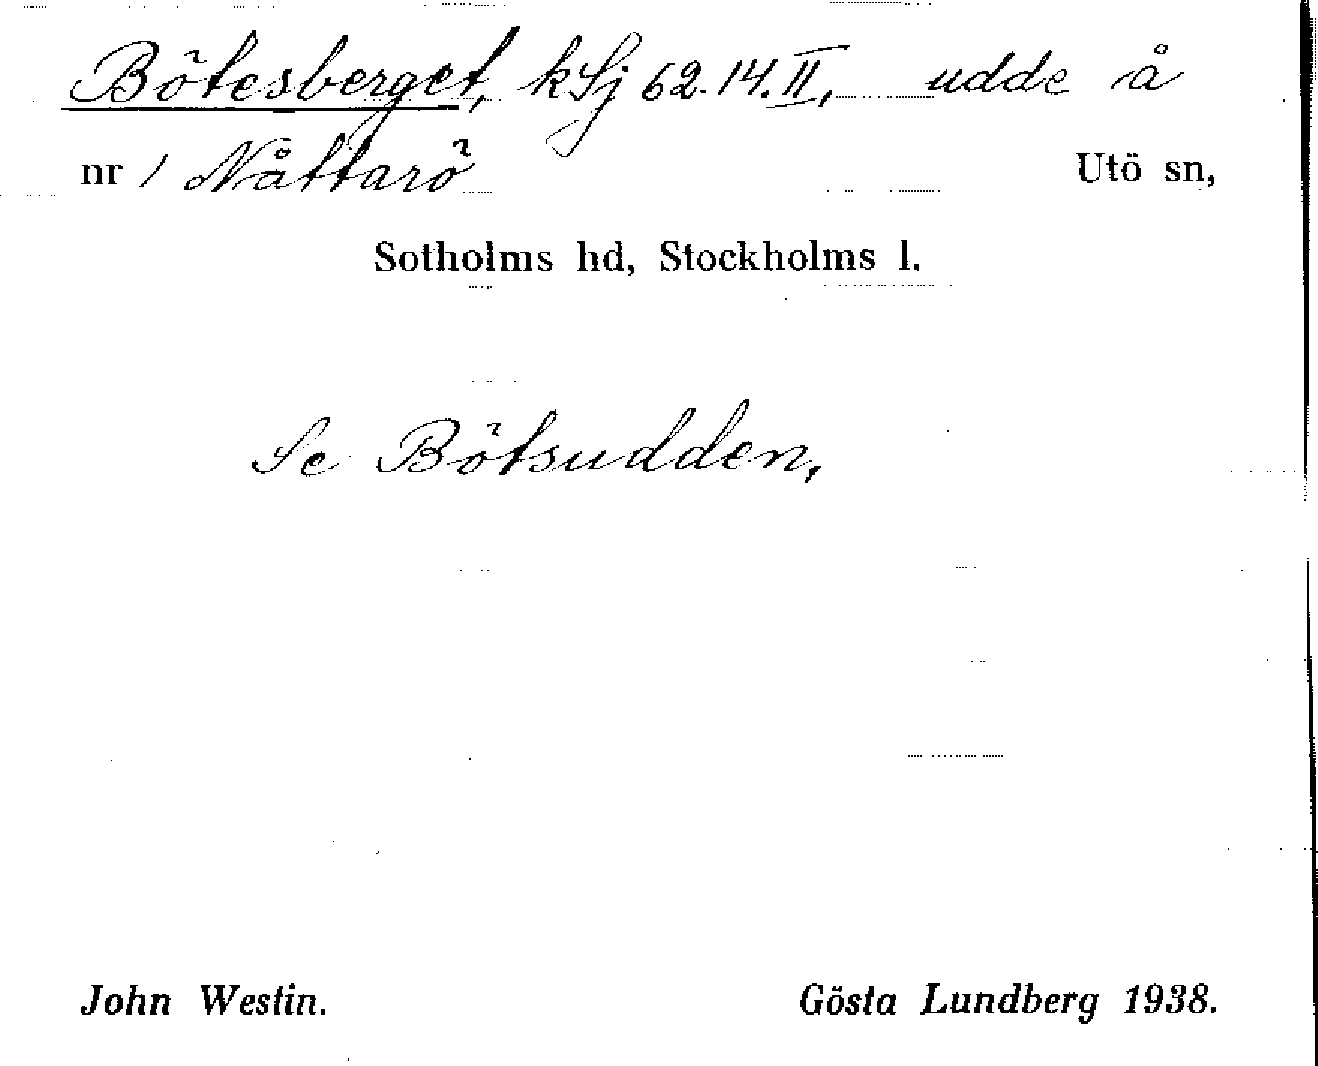 Bötesberget, kSj 62.14.II, udde å
nr 1 Nåttarö Utö sn,
Sotholms hd, Stockholms l.
Se Bötsudden,
John Westin. Gösta Lundberg 1938.